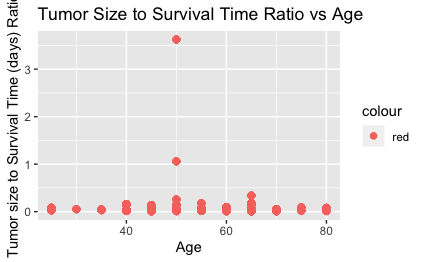 Tumor Size to Survival Time Ratio vs Age
Tumor size to Survival Time (days) Ratio
3
2
1
0
40
60
80
Age
colour
red